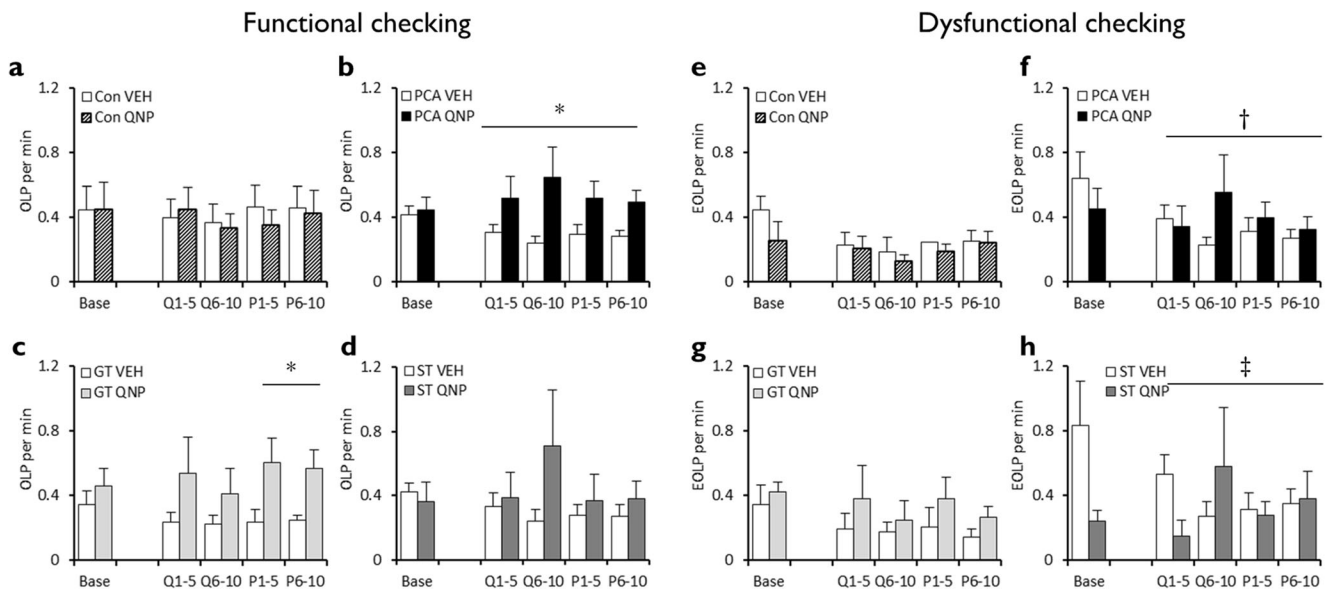 Functional checking
Dysfunctional checking
a
1.2
0.8
0.4
0
OLP per min
Con VEH
Con QNP
Base Q1-5 Q6-10 P1-5 P6-10
b
1.2
0.8
0.4
0
OLP per min
PCA VEH
PCA QNP
*
Base Q1-5 Q6-10 P1-5 P6-10
e
1.2
0.8
0.4
0
EOLP per min
Con VEH
Con QNP
Base Q1-5 Q6-10 P1-5 P6-10
f
1.2
0.8
0.4
0
EOLP per min
PCA VEH
PCA QNP
†
Base Q1-5 Q6-10 P1-5 P6-10
c
1.2
0.8
0.4
0
OLP per min
GT VEH
GT QNP
*
Base Q1-5 Q6-10 P1-5 P6-10
d
1.2
0.8
0.4
0
OLP per min
ST VEH
ST QNP
Base Q1-5 Q6-10 P1-5 P6-10
g
1.2
0.8
0.4
0
EOLP per min
GT VEH
GT QNP
Base Q1-5 Q6-10 P1-5 P6-10
h
1.2
0.8
0.4
0
EOLP per min
ST VEH
ST QNP
‡
Base Q1-5 Q6-10 P1-5 P6-10